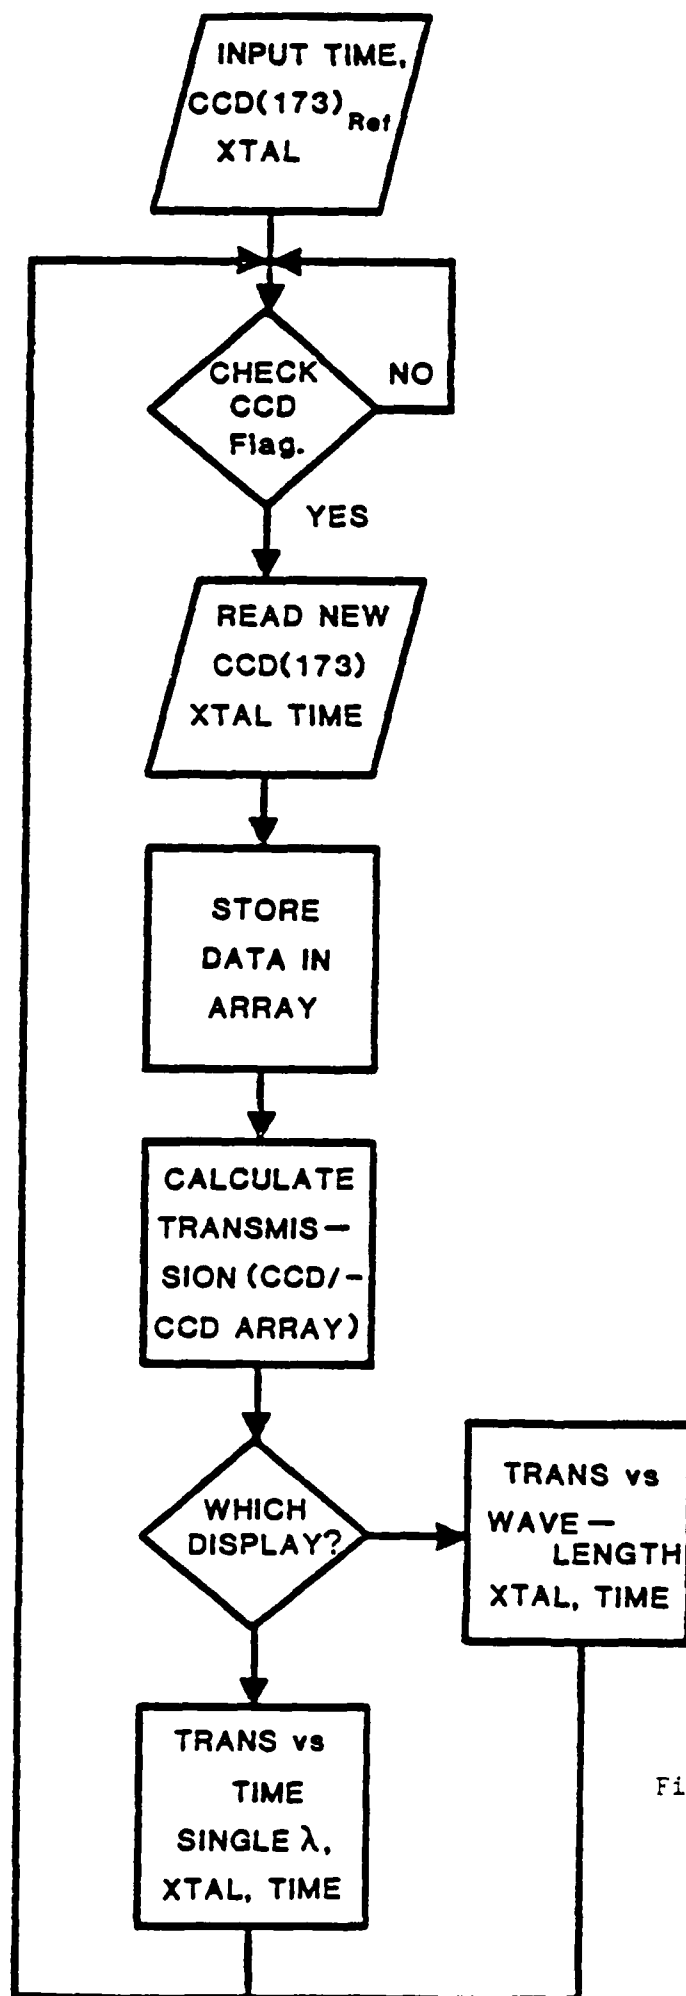 INPUT TIME,
CCD(173)Ref
XTAL
CHECK
CCD
Flag.
NO
YES
READ NEW
CCD(173)
XTAL TIME
STORE
DATA IN
ARRAY
CALCULATE
TRANSMIS—
SION (CCD/-
CCD ARRAY)
WHICH
DISPLAY?
TRANS vs
WAVE—
LENGTH
XTAL, TIME
TRANS vs
TIME
SINGLE λ,
XTAL, TIME
Fi